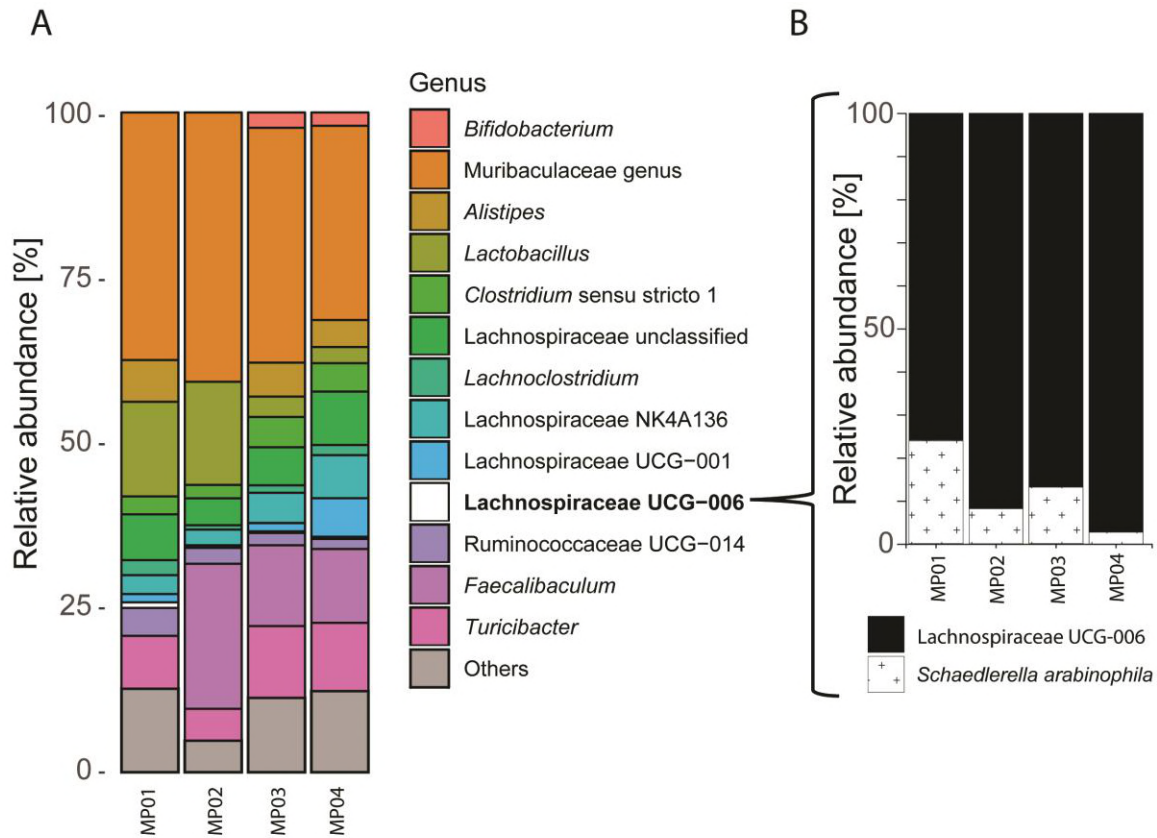 A
Relative abundance [%]
100 -
75 -
50 -
25 -
0 -
MP01
MP02
MP03
MP04
Genus
Bifidobacterium
Muribaculaceae genus
Alistipes
Lactobacillus
Clostridium sensu stricto 1
Lachnospiraceae unclassified
Lachnoclostridium
Lachnospiraceae NK4A136
Lachnospiraceae UCG−001
Lachnospiraceae UCG−006
Ruminococcaceae UCG−014
Faecalibaculum
Turicibacter
Others
B
Relative abundance [%]
100
50
0
MP01
MP02
MP03
MP04
Lachnospiraceae UCG-006
Schaedlerella arabinophila